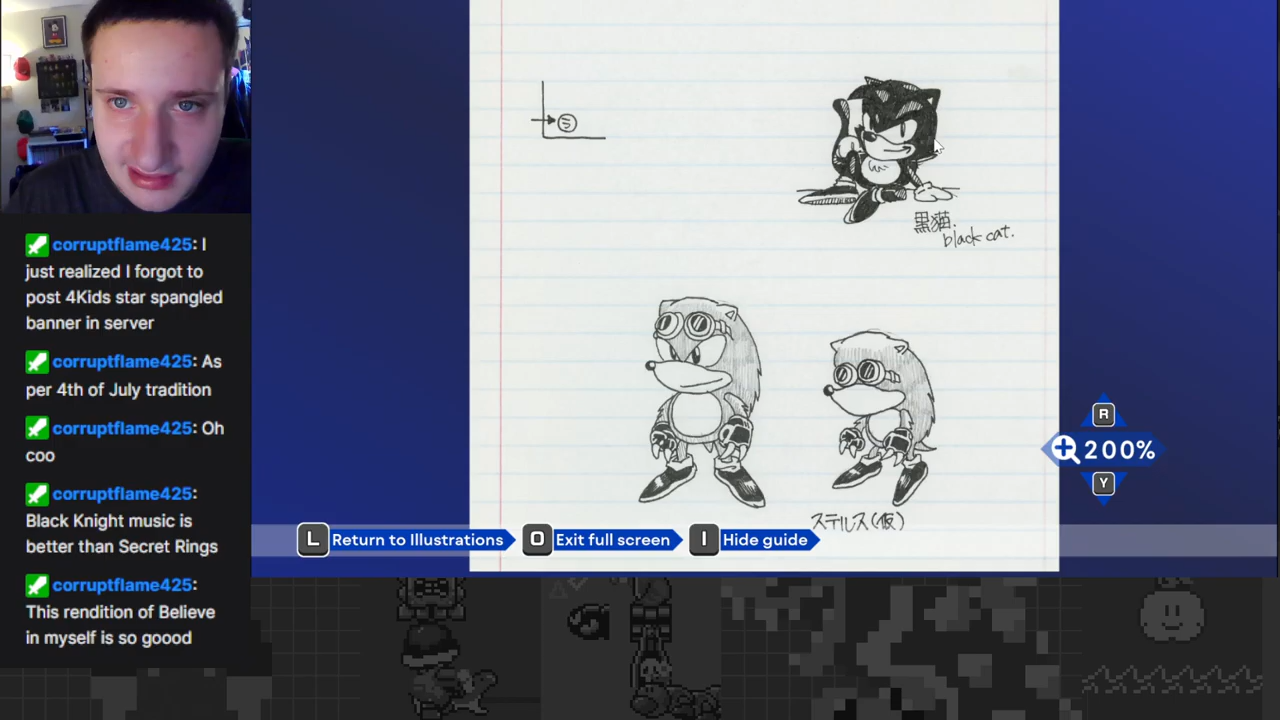 corruptflame425: I
just realized I forgot to
post 4Kids star spangled
banner in server
corruptflame425: As
per 4th of July tradition
corruptflame425: Oh
coo
corruptflame425:
Black Knight music is
better than Secret Rings
corruptflame425:
This rendition of Believe
in myself is so goood
黒猫.
black cat.
ステルス(仮)
R
200%
Y
L Return to Illustrations O Exit full screen I Hide guide